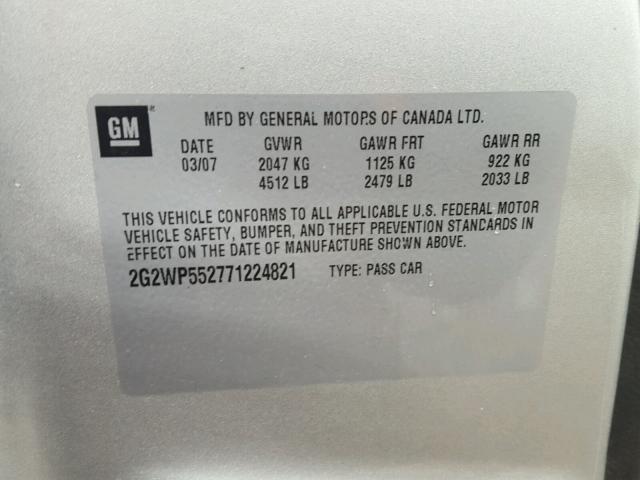 GM
MFD BY GENERAL MOTORS OF CANADA LTD.
DATE GVWR GAWR FRT GAWR RR
03/07 2047 KG 1125 KG 922 KG
4512 LB 2479 LB 2033 LB
THIS VEHICLE CONFORMS TO ALL APPLICABLE U.S. FEDERAL MOTOR
VEHICLE SAFETY, BUMPER, AND THEFT PREVENTION STANDARDS IN
EFFECT ON THE DATE OF MANUFACTURE SHOWN ABOVE.
2G2WP552771224821 TYPE: PASS CAR